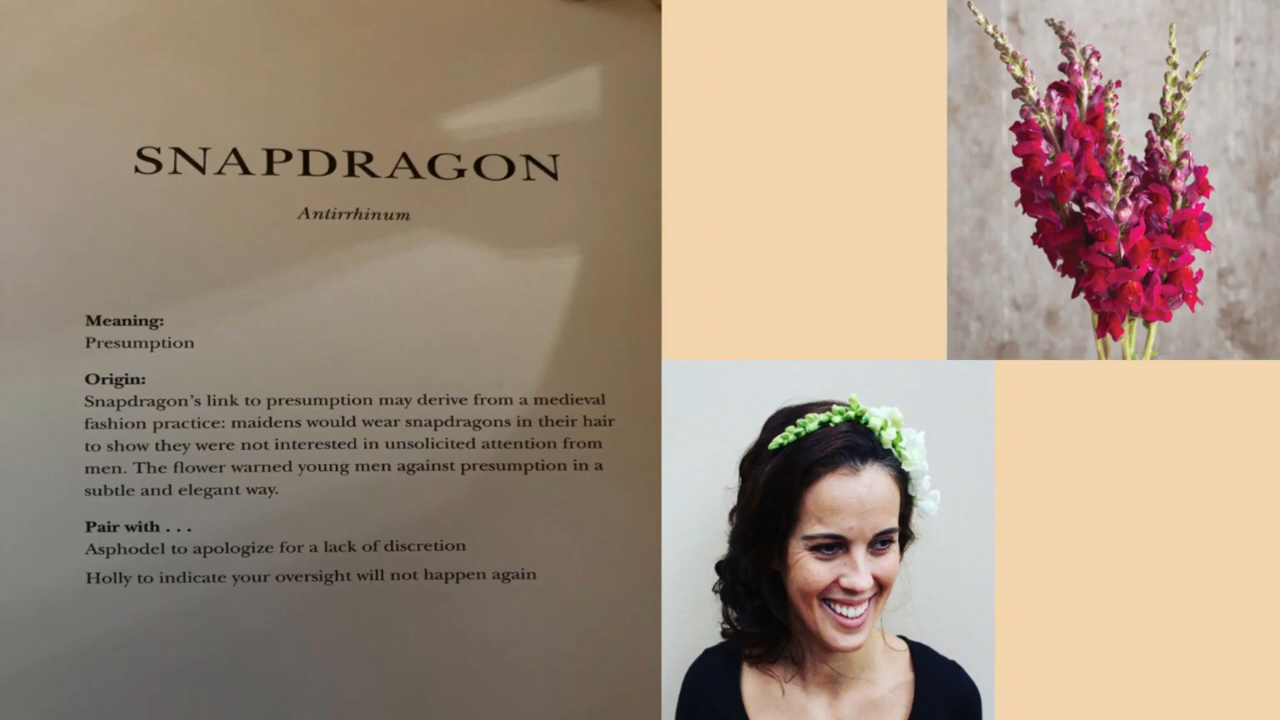 SNAPDRAGON
Antirrhinum
Meaning:
Presumption
Origin:
Snapdragon’s link to presumption may derive from a medieval
fashion practice: maidens would wear snapdragons in their hair
to show they were not interested in unsolicited attention from
men. The flower warned young men against presumption in a
subtle and elegant way.
Pair with . . .
Asphodel to apologize for a lack of discretion
Holly to indicate your oversight will not happen again